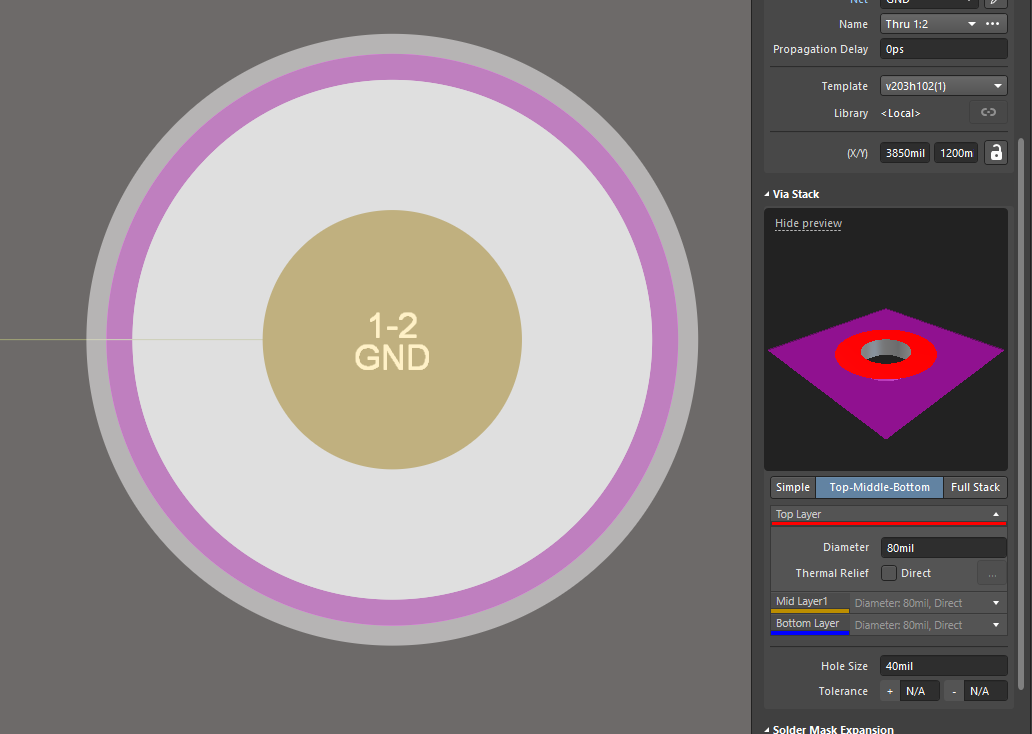 1-2
GND
Net GND
Name Thru 1:2 •••
Propagation Delay 0ps
Template v203h102(1)
Library <Local>
(X/Y) 3850mil 1200m
Via Stack
Hide preview
Simple Top-Middle-Bottom Full Stack
Top Layer
Diameter 80mil
Thermal Relief Direct ...
Mid Layer1 Diameter: 80mil, Direct
Bottom Layer Diameter: 80mil, Direct
Hole Size 40mil
Tolerance + N/A - N/A
Solder Mask Expansion